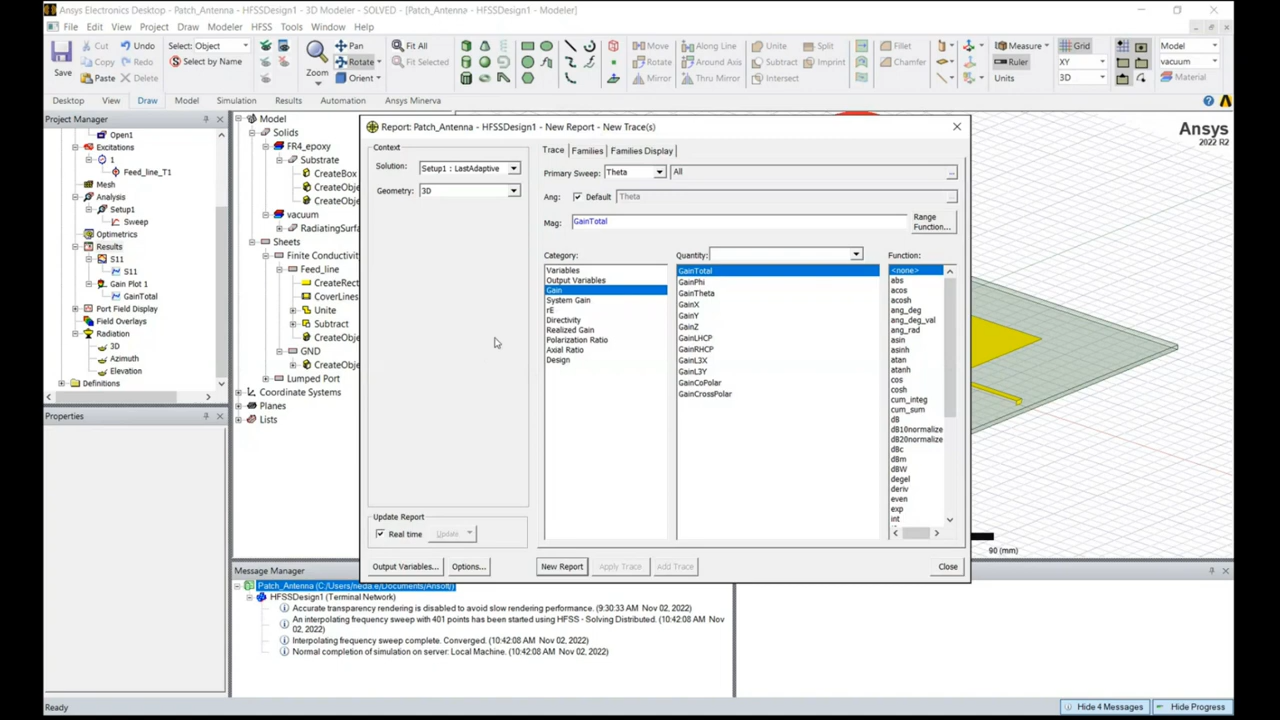 Ansys Electronics Desktop - Patch_Antenna - HFSSDesign1 - 3D Modeler - SOLVED - [Patch_Antenna - HFSSDesign1 - Modeler]
File Edit View Project Draw Modeler HFSS Tools Window Help
Save
Cut
Copy
Paste
Undo
Redo
Delete
Select: Object
Select by Name
Zoom
Pan
Rotate
Orient
Fit All
Fit Selected
Move
Rotate
Mirror
Along Line
Around Axis
Thru Mirror
Unite
Subtract
Intersect
Split
Imprint
Fillet
Chamfer
Measure
Ruler
Units
Grid
XY
3D
Model
vacuum
Material
Desktop View Draw Model Simulation Results Automation Ansys Minerva
Project Manager
Open1
Excitations
1
Feed_line_T1
Mesh
Analysis
Setup1
Sweep
Optimetrics
Results
S11
S11
Gain Plot 1
GainTotal
Port Field Display
Field Overlays
Radiation
3D
Azimuth
Elevation
Definitions
Properties
Model
Solids
FR4_epoxy
Substrate
CreateBox
CreateObje
CreateObje
vacuum
RadiatingSurfa
Sheets
Finite Conductivit
Feed_line
CreateRect
CoverLines
Unite
Subtract
CreateObje
GND
CreateObje
Lumped Port
Coordinate Systems
Planes
Lists
Report: Patch_Antenna - HFSSDesign1 - New Report - New Trace(s)
Context
Solution: Setup1 : LastAdaptive
Geometry: 3D
Update Report
Real time Update
Output Variables... Options...
Trace Families Families Display
Primary Sweep: Theta All
Ang: Default Theta
Mag: GainTotal
Range
Function...
Category:
Variables
Output Variables
Gain
System Gain
rE
Directivity
Realized Gain
Polarization Ratio
Axial Ratio
Design
Quantity:
GainTotal
GainPhi
GainTheta
GainX
GainY
GainZ
GainLHCP
GainRHCP
GainL3X
GainL3Y
GainCoPolar
GainCrossPolar
Function:
<none>
abs
acos
acosh
ang_deg
ang_deg_val
ang_rad
asin
asinh
atan
atanh
cos
cosh
cum_integ
cum_sum
dB
dB10normalize
dB20normalize
dBc
dBm
dBW
degel
deriv
even
exp
int
New Report Apply Trace Add Trace Close
Ansys
2022 R2
90 (mm)
Message Manager
Patch_Antenna (C:/Users/neda.e/Documents/Ansoft/)
HFSSDesign1 (Terminal Network)
Accurate transparency rendering is disabled to avoid slow rendering performance. (9:30:33 AM Nov 02, 2022)
An interpolating frequency sweep with 401 points has been started using HFSS - Solving Distributed. (10:42:08 AM Nov 02,
2022)
Interpolating frequency sweep complete. Converged. (10:42:08 AM Nov 02, 2022)
Normal completion of simulation on server: Local Machine. (10:42:08 AM Nov 02, 2022)
Ready
Hide 4 Messages Hide Progress